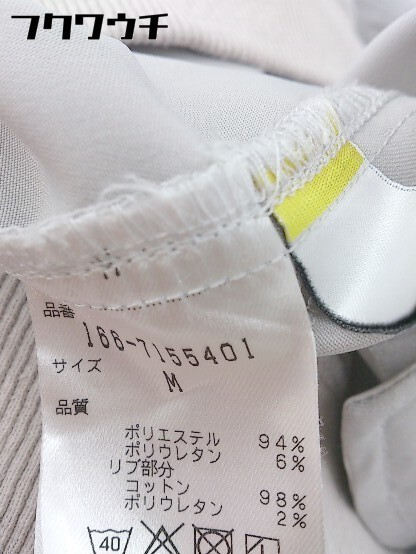 フクワウチ
品番
166-7155401
サイズ
M
品質
ポリエステル 94%
ポリウレタン 6%
リブ部分
コットン 98%
ポリウレタン 2%
40